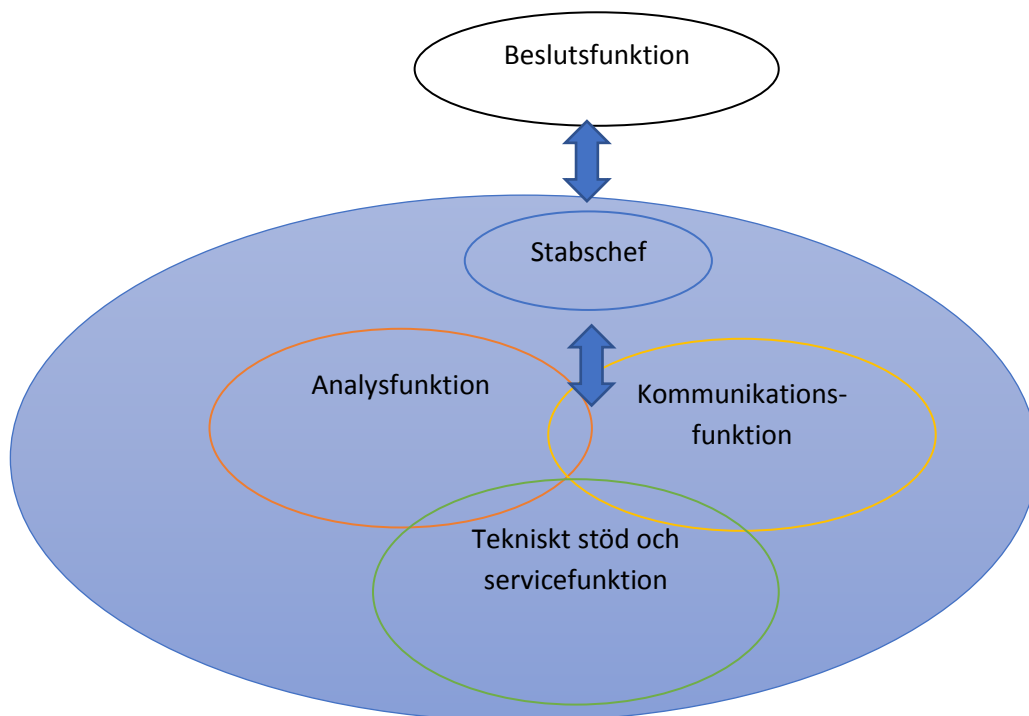 Beslutsfunktion
Stabschef
Analysfunktion
Kommunikations-
funktion
Tekniskt stöd och
servicefunktion